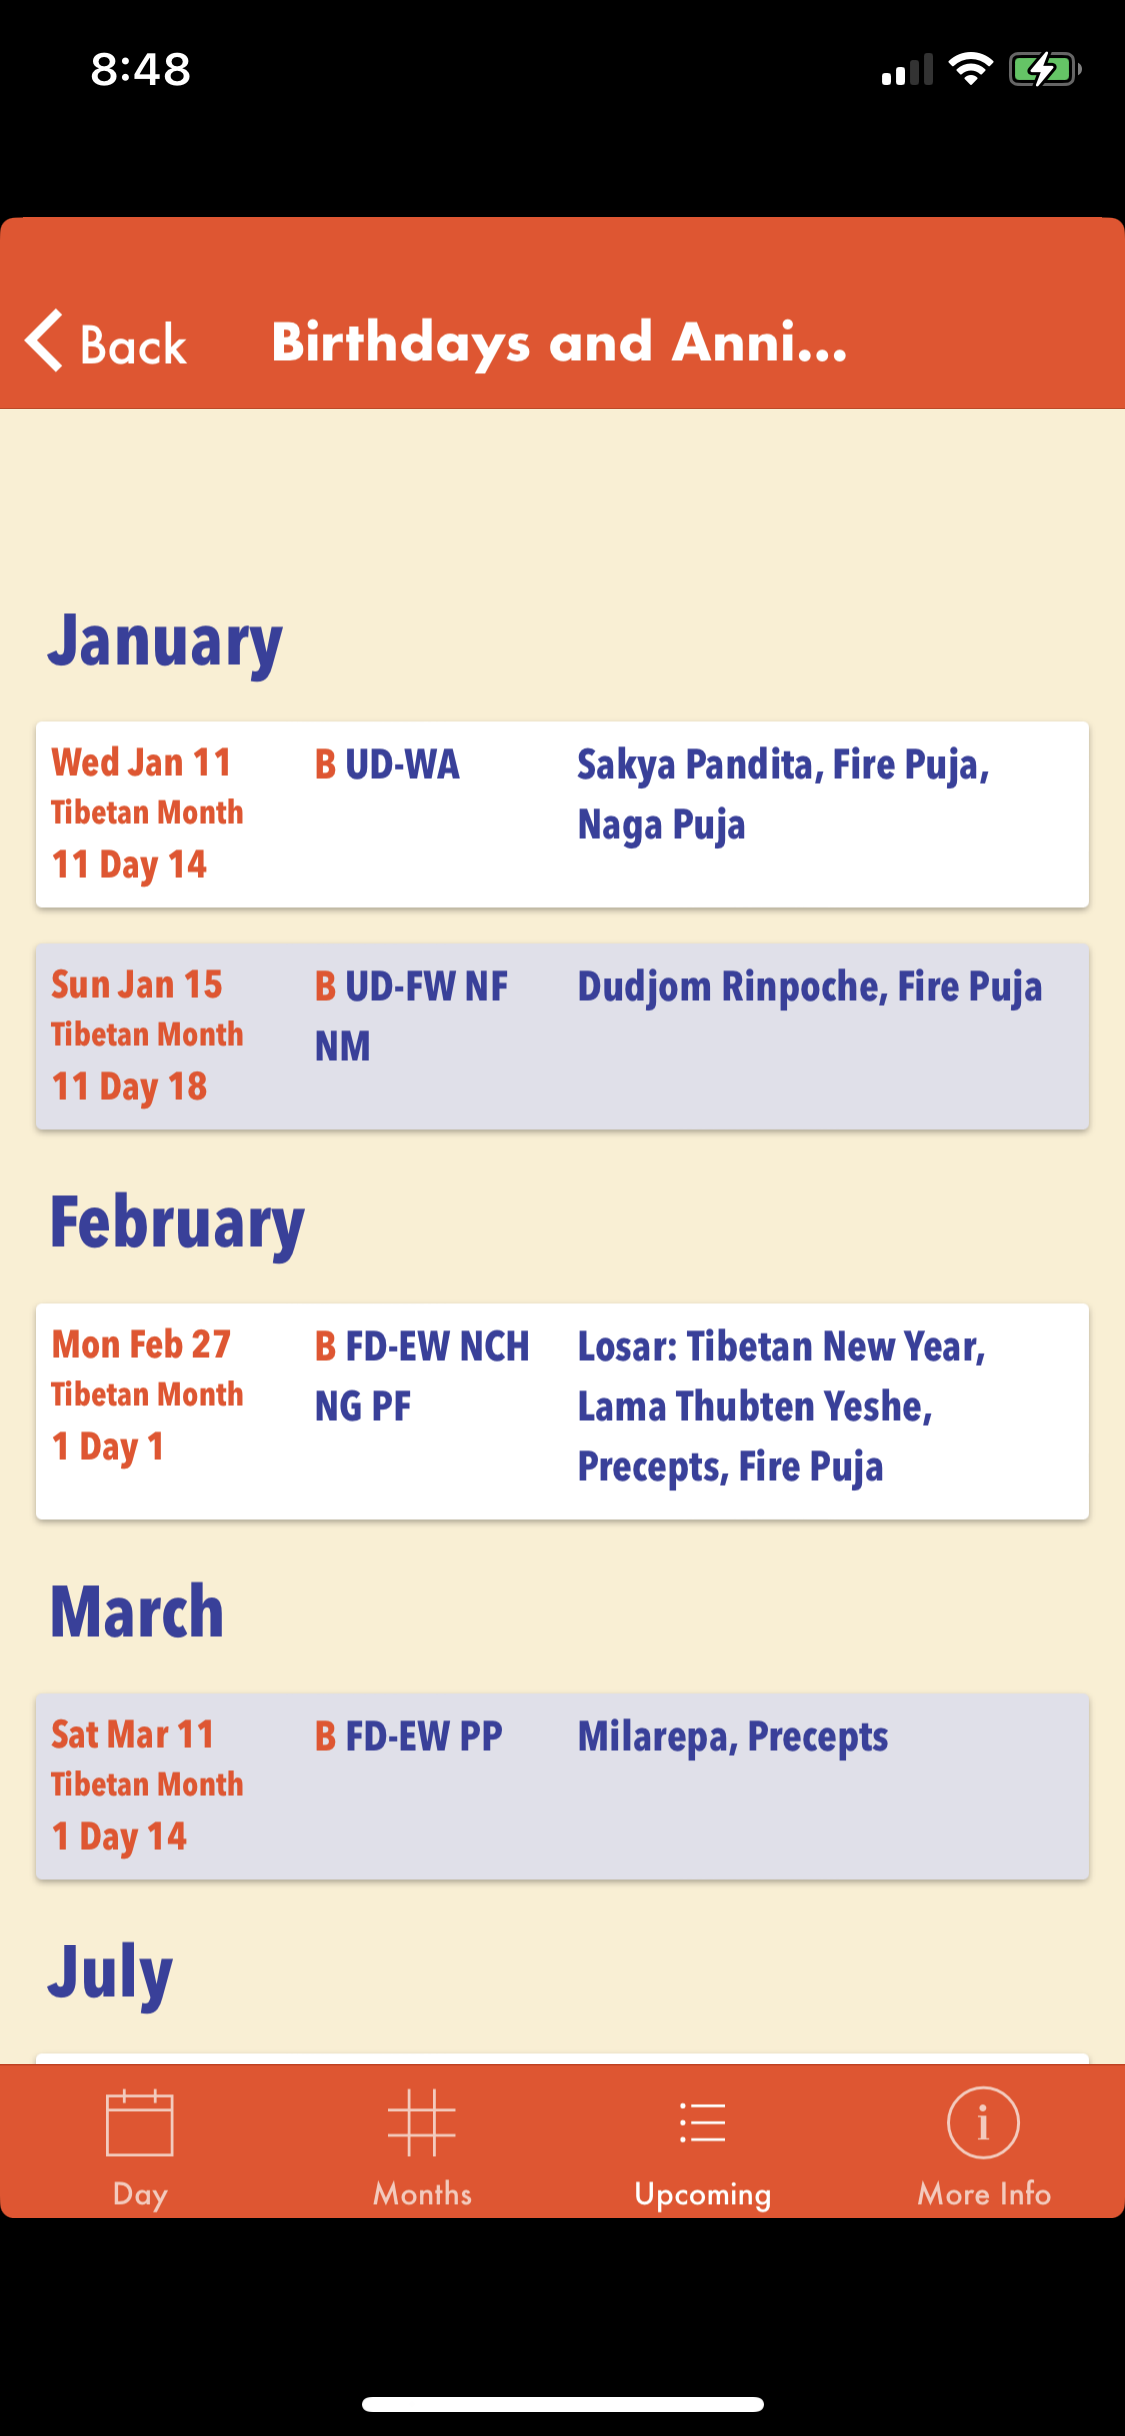 8:48
Back
Birthdays and Anni...
January
Wed Jan 11
Tibetan Month
11 Day 14
B UD-WA
Sakya Pandita, Fire Puja,
Naga Puja
Sun Jan 15
Tibetan Month
11 Day 18
B UD-FW NF
NM
Dudjom Rinpoche, Fire Puja
February
Mon Feb 27
Tibetan Month
1 Day 1
B FD-EW NCH
NG PF
Losar: Tibetan New Year,
Lama Thubten Yeshe,
Precepts, Fire Puja
March
Sat Mar 11
Tibetan Month
1 Day 14
B FD-EW PP
Milarepa, Precepts
July
Day
Months
Upcoming
More Info